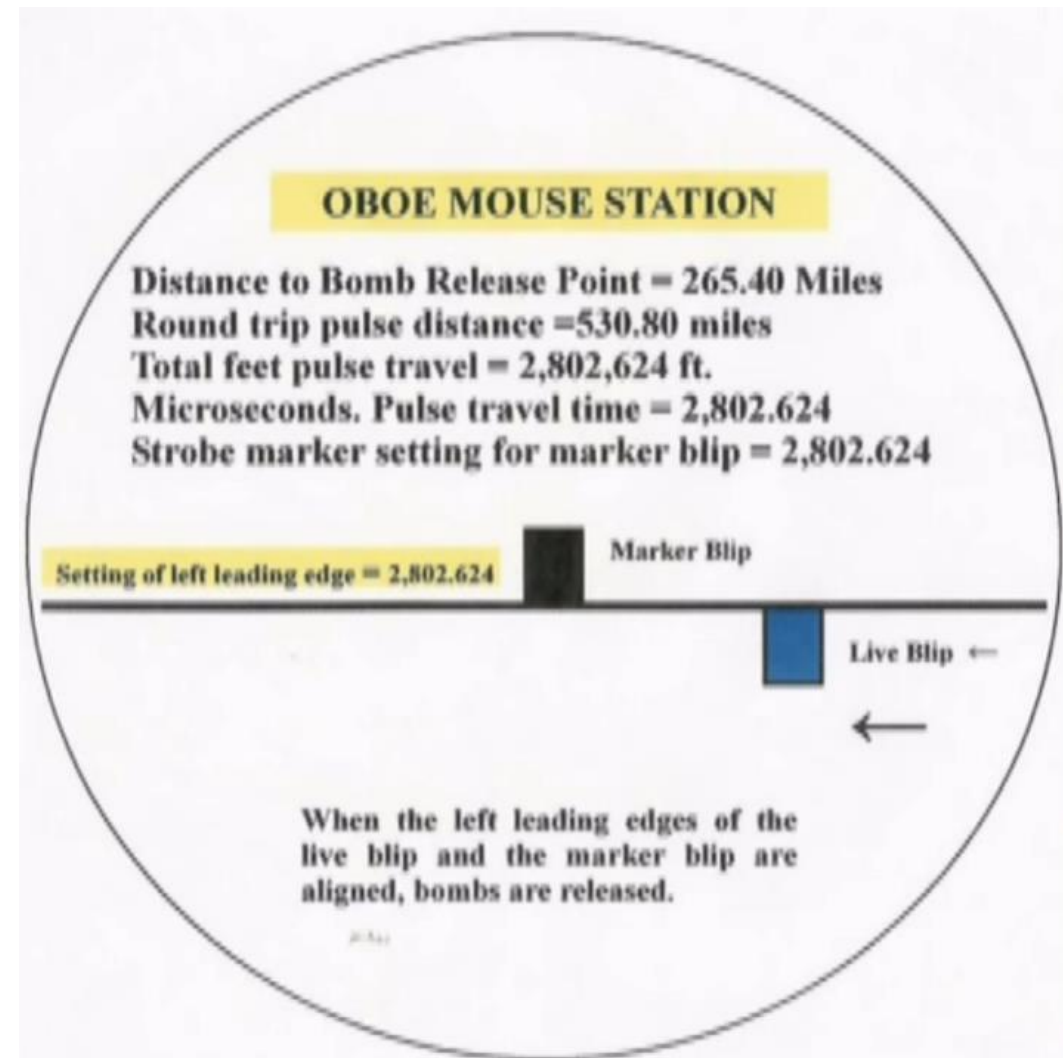 OBOE MOUSE STATION
Distance to Bomb Release Point = 265.40 Miles
Round trip pulse distance =530.80 miles
Total feet pulse travel = 2,802,624 ft.
Microseconds. Pulse travel time = 2,802.624
Strobe marker setting for marker blip = 2,802.624
Marker Blip
Setting of left leading edge = 2,802.624
Live Blip ←
When the left leading edges of the
live blip and the marker blip are
aligned, bombs are released.